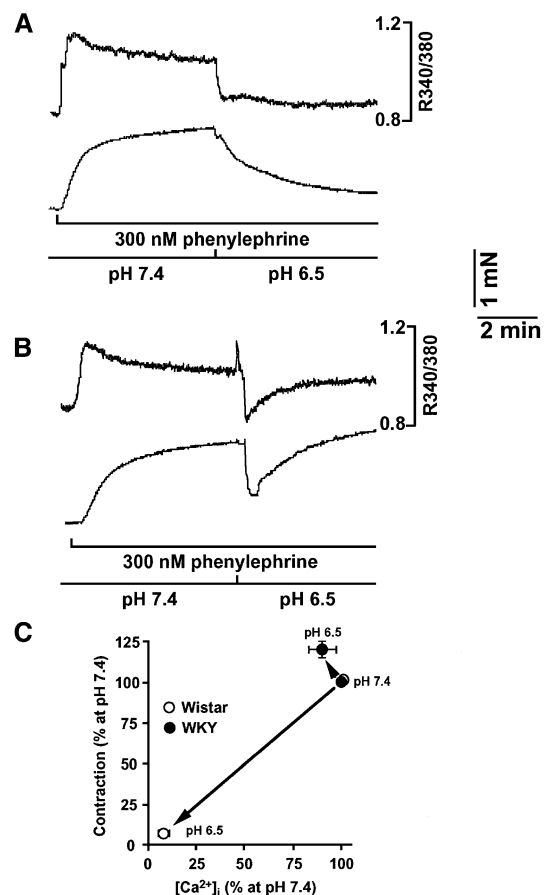 A
1.2
R340/380
0.8
300 nM phenylephrine
pH 7.4 pH 6.5
1 mN
2 min
B
1.2
R340/380
0.8
300 nM phenylephrine
pH 7.4 pH 6.5
C
Contraction (% at pH 7.4)
125
100
75
50
25
0
pH 6.5
pH 7.4
Wistar
WKY
pH 6.5
0 25 50 75 100
[Ca²⁺]ᵢ (% at pH 7.4)